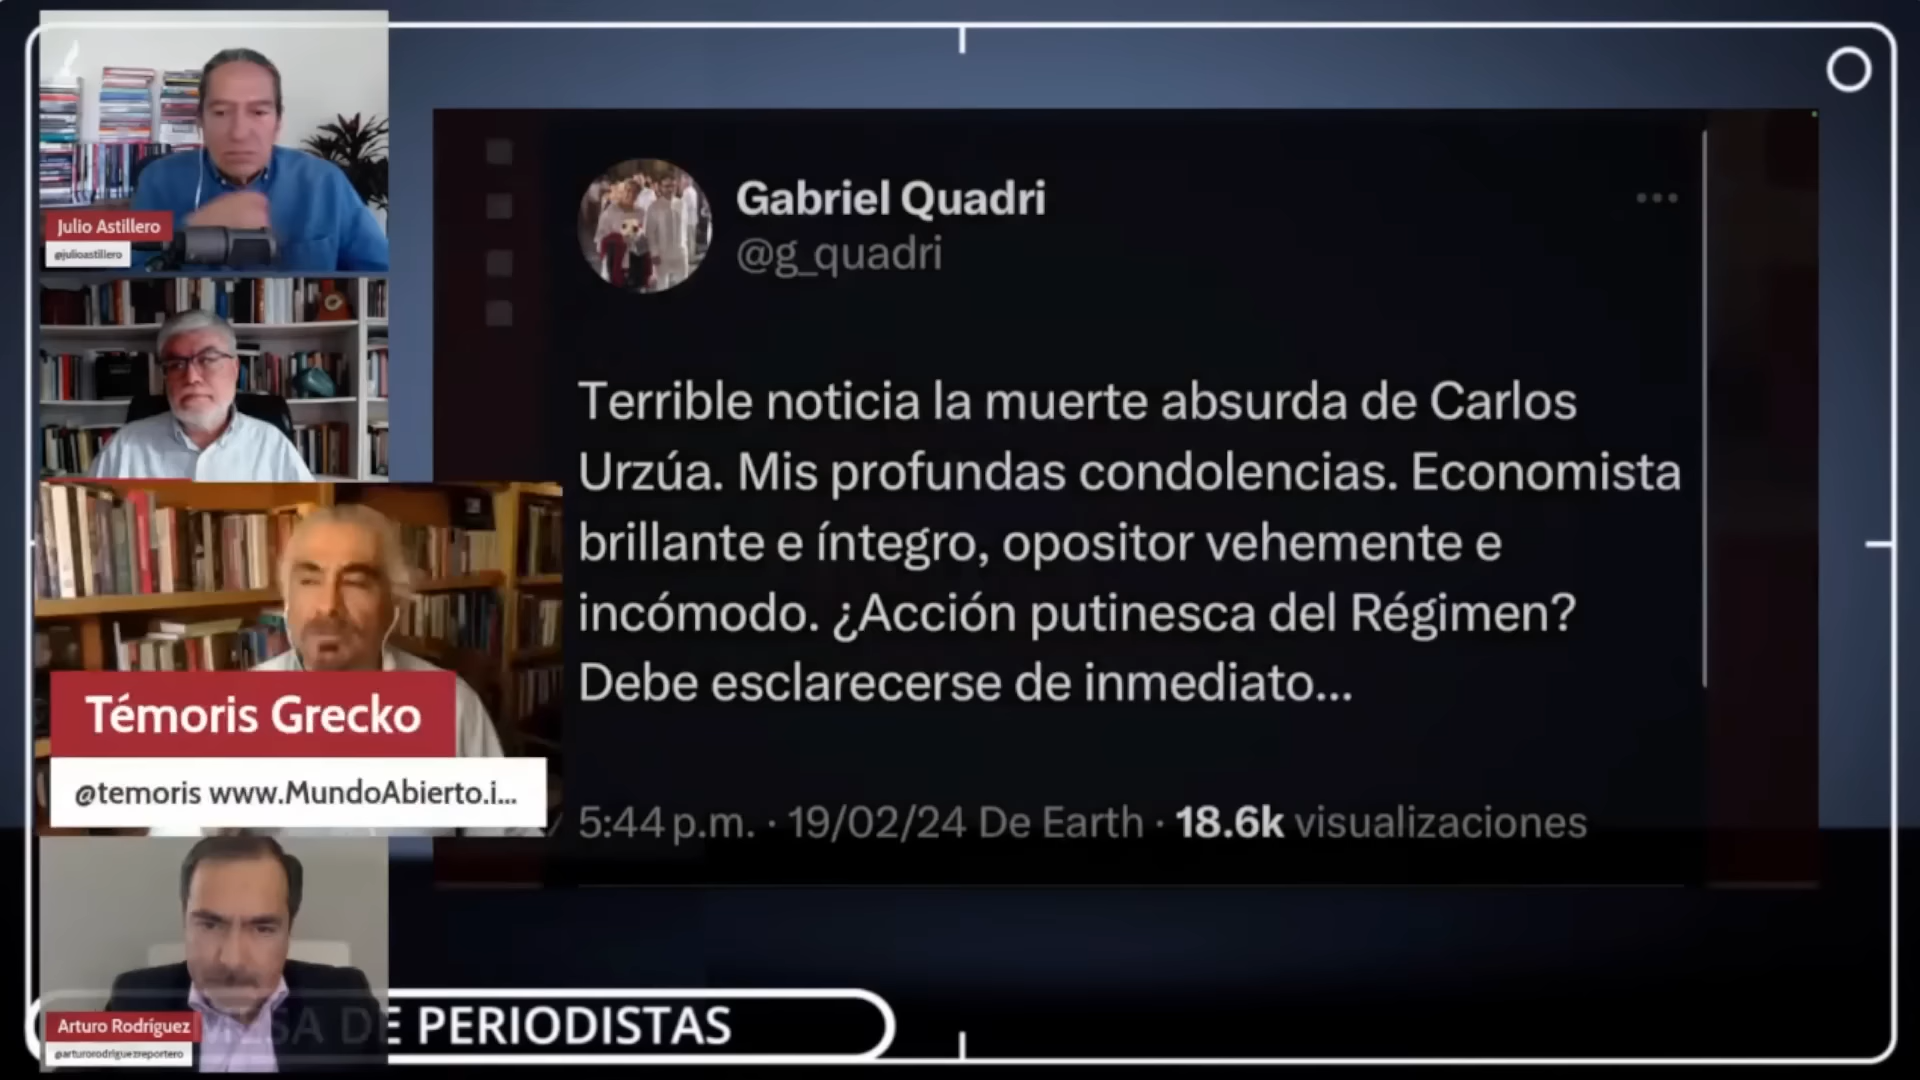 Julio Astillero
@julioastillero
Témoris Grecko
@temoris www.MundoAbierto.i...
Arturo Rodríguez
@arturorodriguezreportero
Gabriel Quadri
@g_quadri
Terrible noticia la muerte absurda de Carlos
Urzúa. Mis profundas condolencias. Economista
brillante e íntegro, opositor vehemente e
incómodo. ¿Acción putinesca del Régimen?
Debe esclarecerse de inmediato...
5:44 p.m. · 19/02/24 De Earth · 18.6k visualizaciones
MESA DE PERIODISTAS